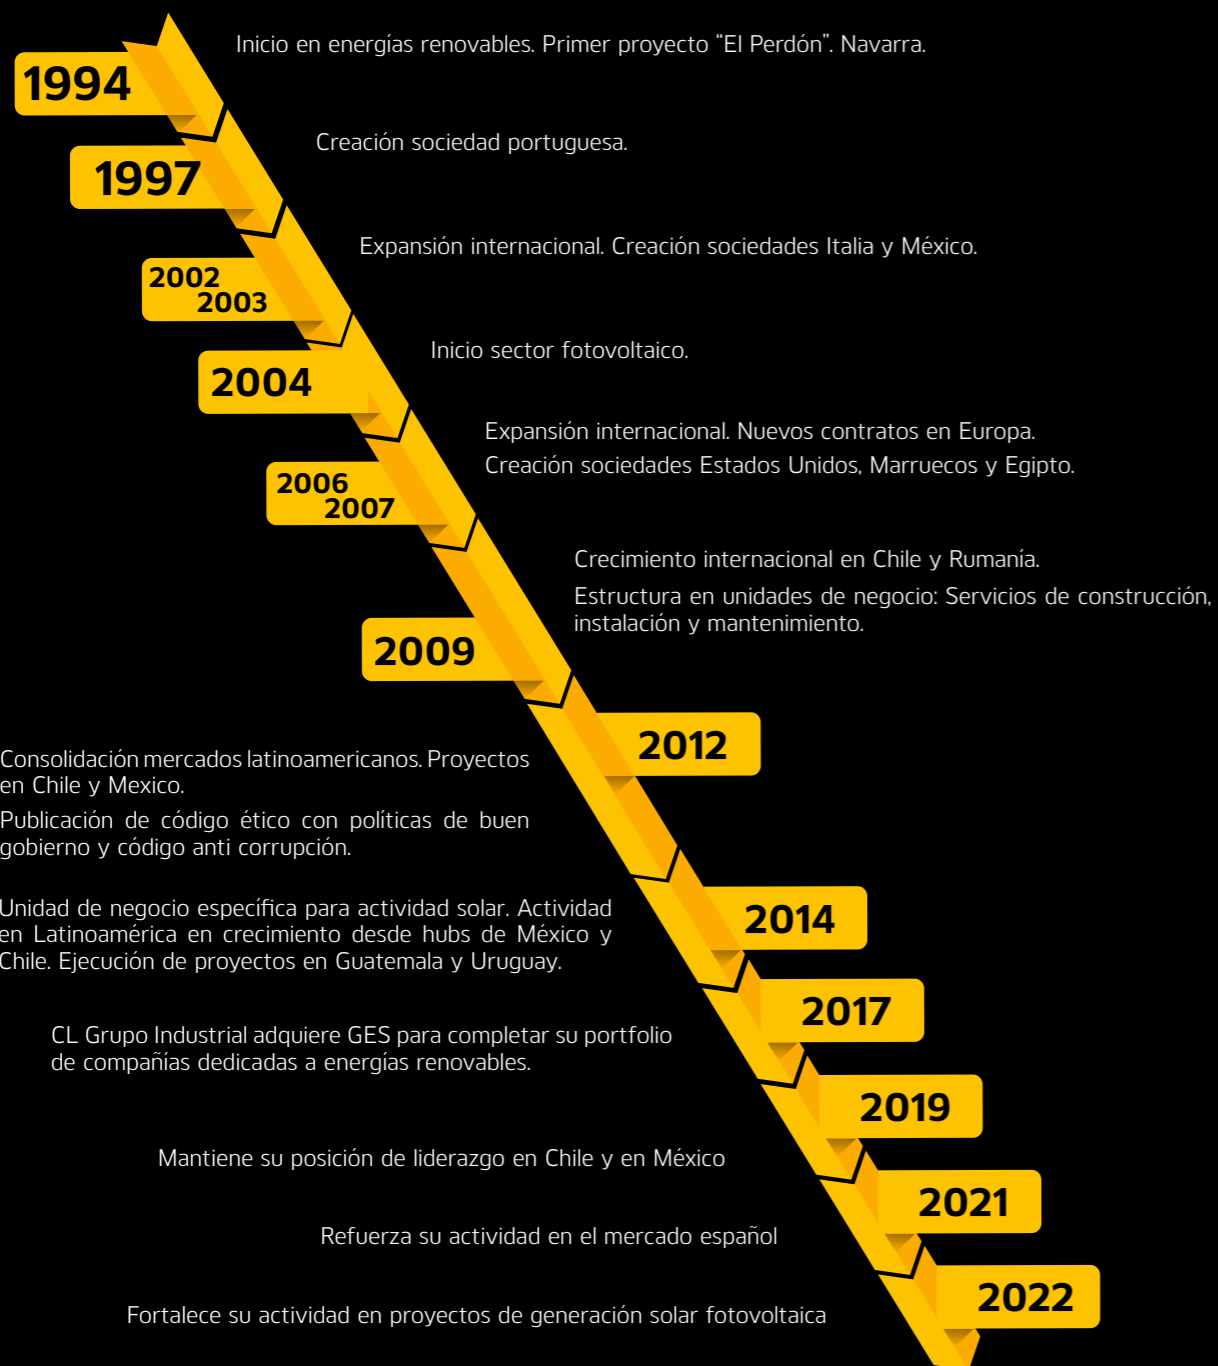 Inicio en energías renovables. Primer proyecto “El Perdón”. Navarra.
1994
Creación sociedad portuguesa.
1997
Expansión internacional. Creación sociedades Italia y México.
2002
2003
Inicio sector fotovoltaico.
2004
Expansión internacional. Nuevos contratos en Europa.
Creación sociedades Estados Unidos, Marruecos y Egipto.
2006
2007
Crecimiento internacional en Chile y Rumanía.
Estructura en unidades de negocio: Servicios de construcción,
instalación y mantenimiento.
2009
2012
Consolidación mercados latinoamericanos. Proyectos
en Chile y Mexico.
Publicación de código ético con políticas de buen
gobierno y código anti corrupción.
2014
Unidad de negocio específica para actividad solar. Actividad
en Latinoamérica en crecimiento desde hubs de México y
Chile. Ejecución de proyectos en Guatemala y Uruguay.
2017
CL Grupo Industrial adquiere GES para completar su portfolio
de compañías dedicadas a energías renovables.
2019
Mantiene su posición de liderazgo en Chile y en México
2021
Refuerza su actividad en el mercado español
2022
Fortalece su actividad en proyectos de generación solar fotovoltaica